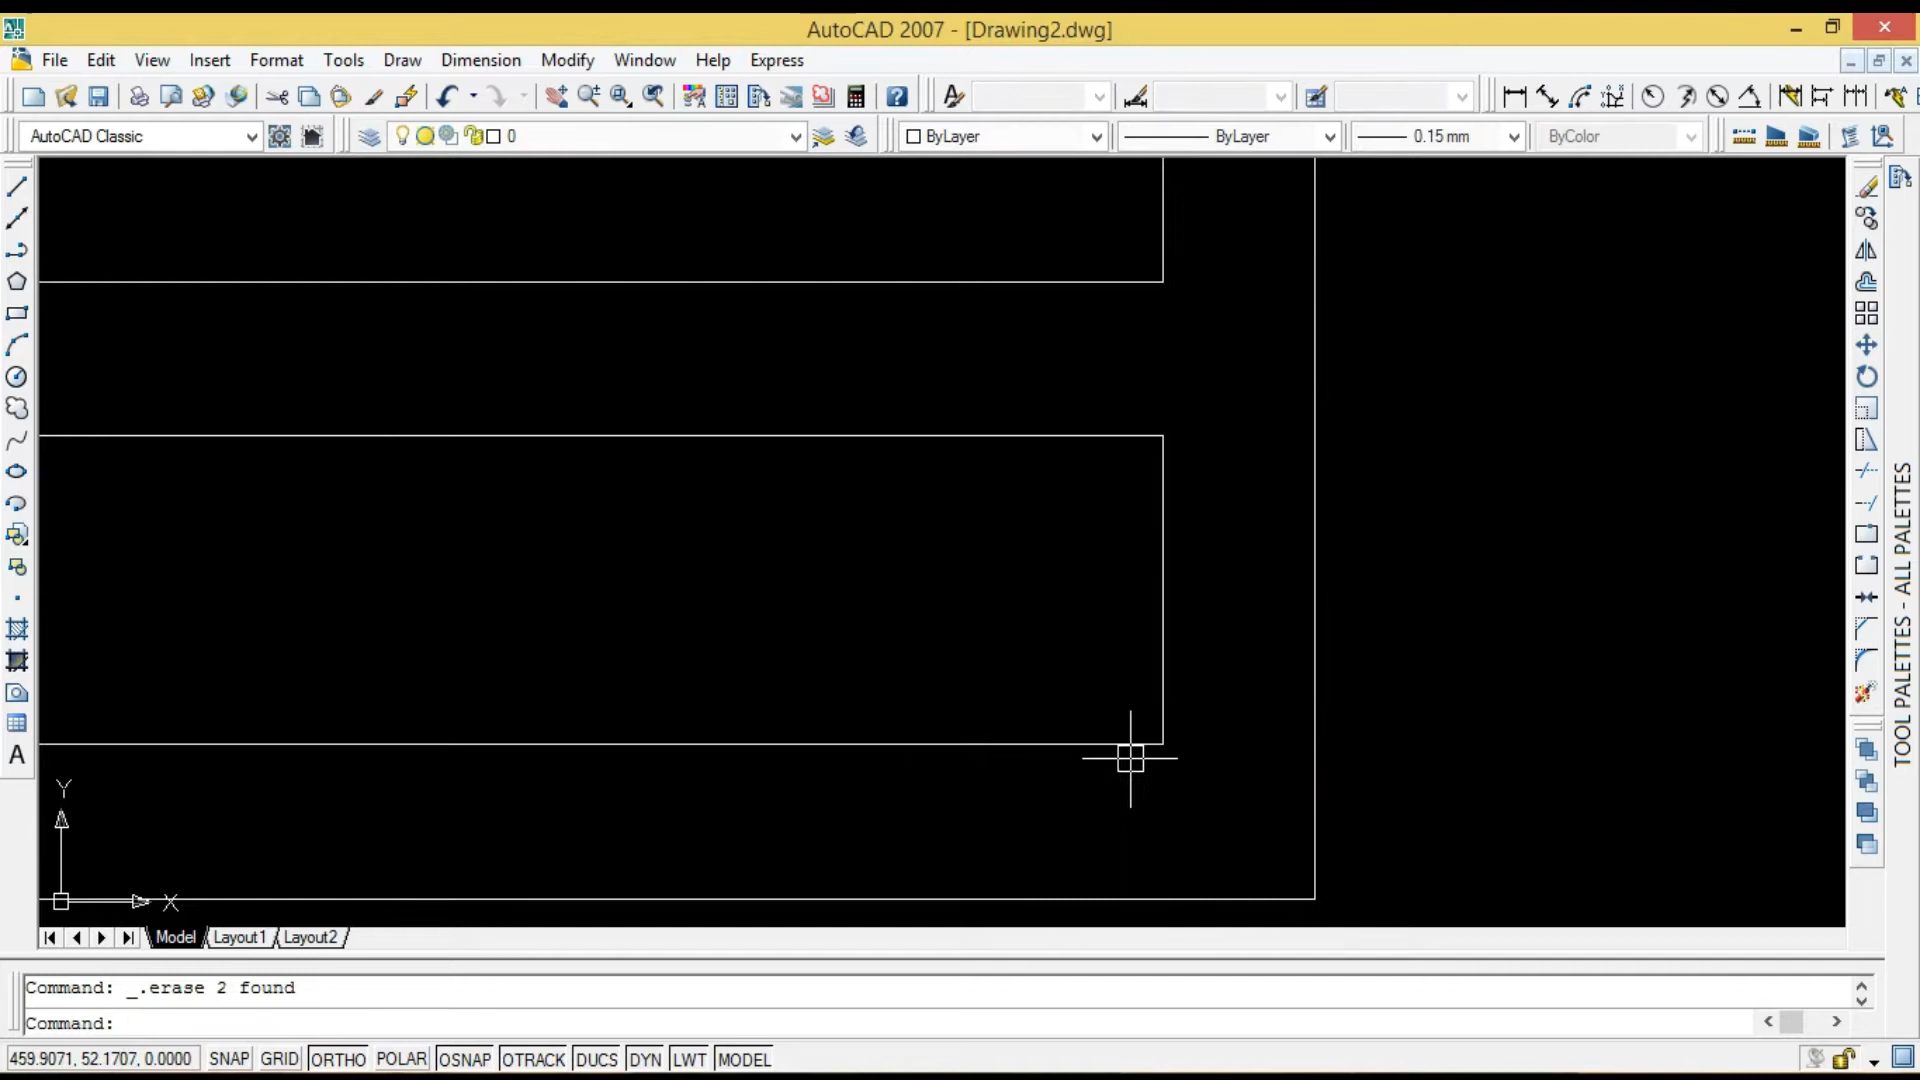 AutoCAD 2007 - [Drawing2.dwg]
File Edit View Insert Format Tools Draw Dimension Modify Window Help Express
AutoCAD Classic 0 ByLayer ByLayer 0.15 mm ByColor
A
TOOL PALETTES - ALL PALETTES
Y
X
Model Layout1 Layout2
Command: _.erase 2 found
Command:
459.9071, 52.1707, 0.0000 SNAP GRID ORTHO POLAR OSNAP OTRACK DUCS DYN LWT MODEL